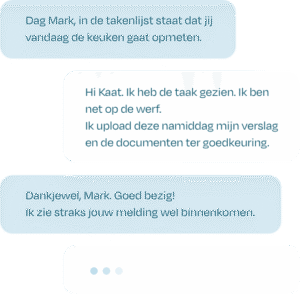 Dag Mark, in de takenlijst staat dat jij
vandaag de keuken gaat opmeten.
Hi Kaat. Ik heb de taak gezien. Ik ben
net op de werf.
Ik upload deze namiddag mijn verslag
en de documenten ter goedkeuring.
Dankjewel, Mark. Goed bezig!
Ik zie straks jouw melding wel binnenkomen.